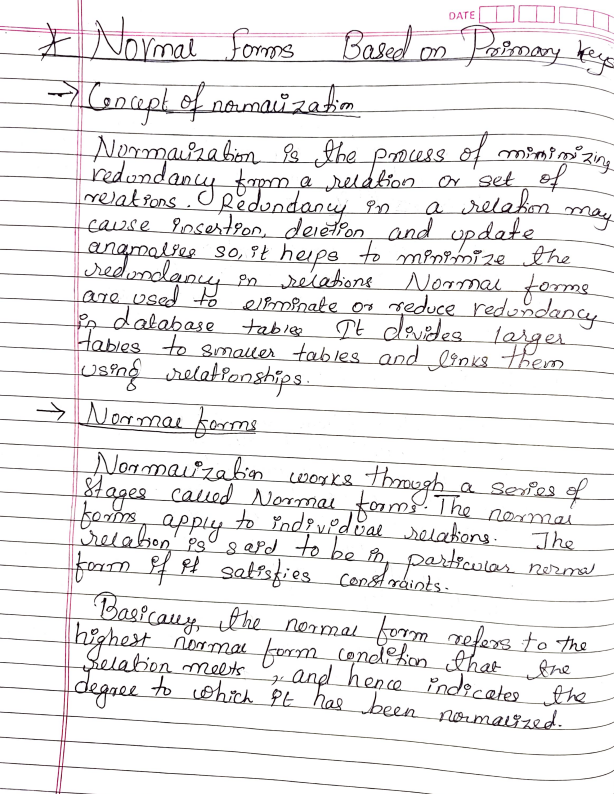 DATE
* Normal forms Based on Primary keys
→ Concept of normalization
Normalization is the process of minimizing
redundancy from a relation or set of
relations. Redundancy in a relation may
cause insertion, deletion and update
anamolies so, it helps to minimize the
redundancy in relations Normal forms
are used to eliminate or reduce redundancy
in database tables It divides larger
tables to smaller tables and links them
using relationships.
→ Normal forms
Normalization works through a series of
stages called Normal forms. The normal
forms apply to individual relations. The
relation is said to be in particular normal
form if it satisfies constraints.
Basically, the normal form refers to the
highest normal form condition that the
relation meets, and hence indicates the
degree to which it has been normalized.